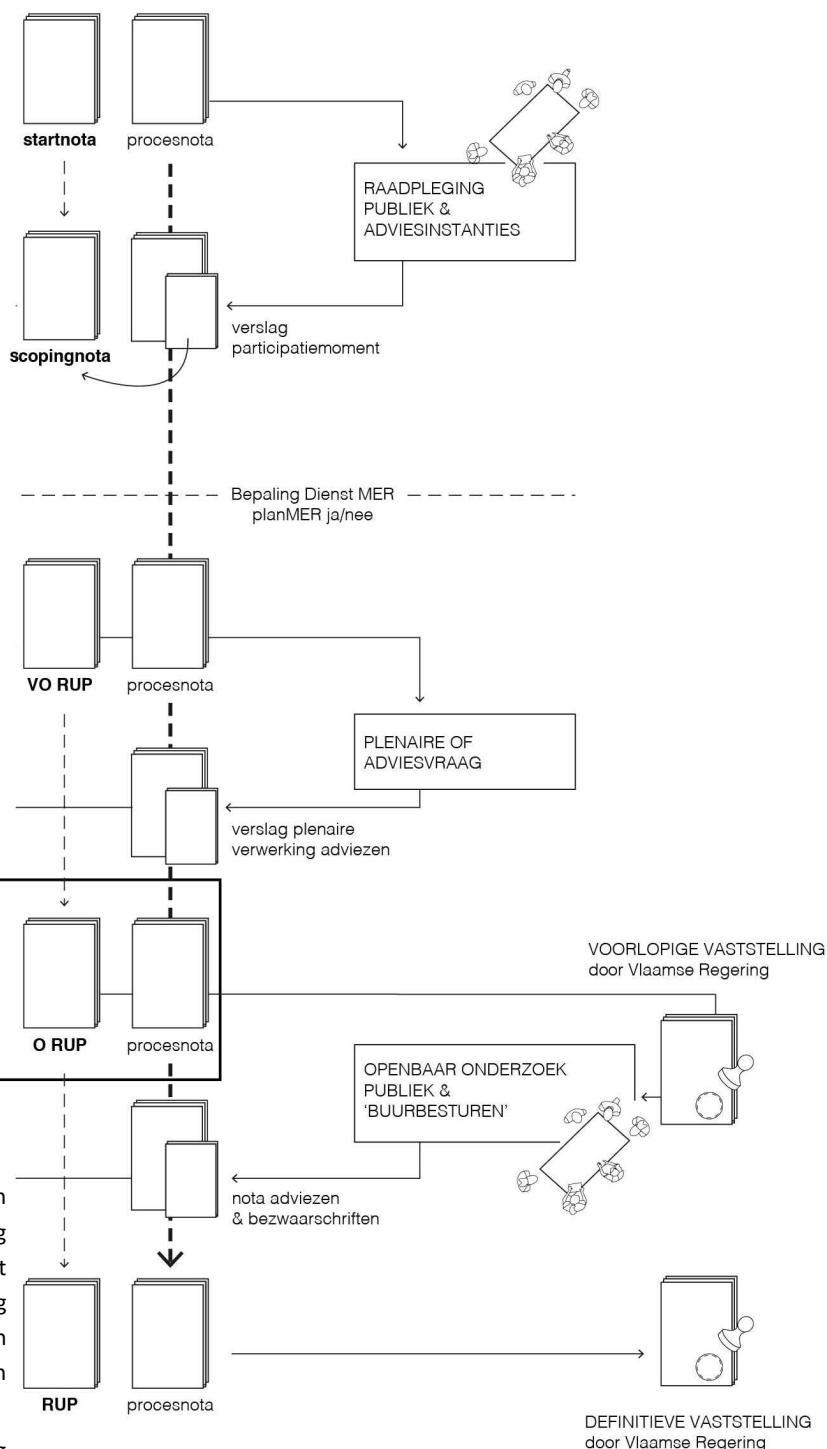 startnota
procesnota
RAADPLEGING
PUBLIEK &
ADVIESINSTANTIES
scopingnota
verslag
participatiemoment
Bepaling Dienst MER
planMER ja/nee
VO RUP
procesnota
PLENAIRE OF
ADVIESVRAAG
verslag plenaire
verwerking adviezen
VOORLOPIGE VASTSTELLING
door Vlaamse Regering
O RUP
procesnota
OPENBAAR ONDERZOEK
PUBLIEK &
‘BUURBESTUREN’
nota adviezen
& bezwaarschriften
RUP
procesnota
DEFINITIEVE VASTSTELLING
door Vlaamse Regering